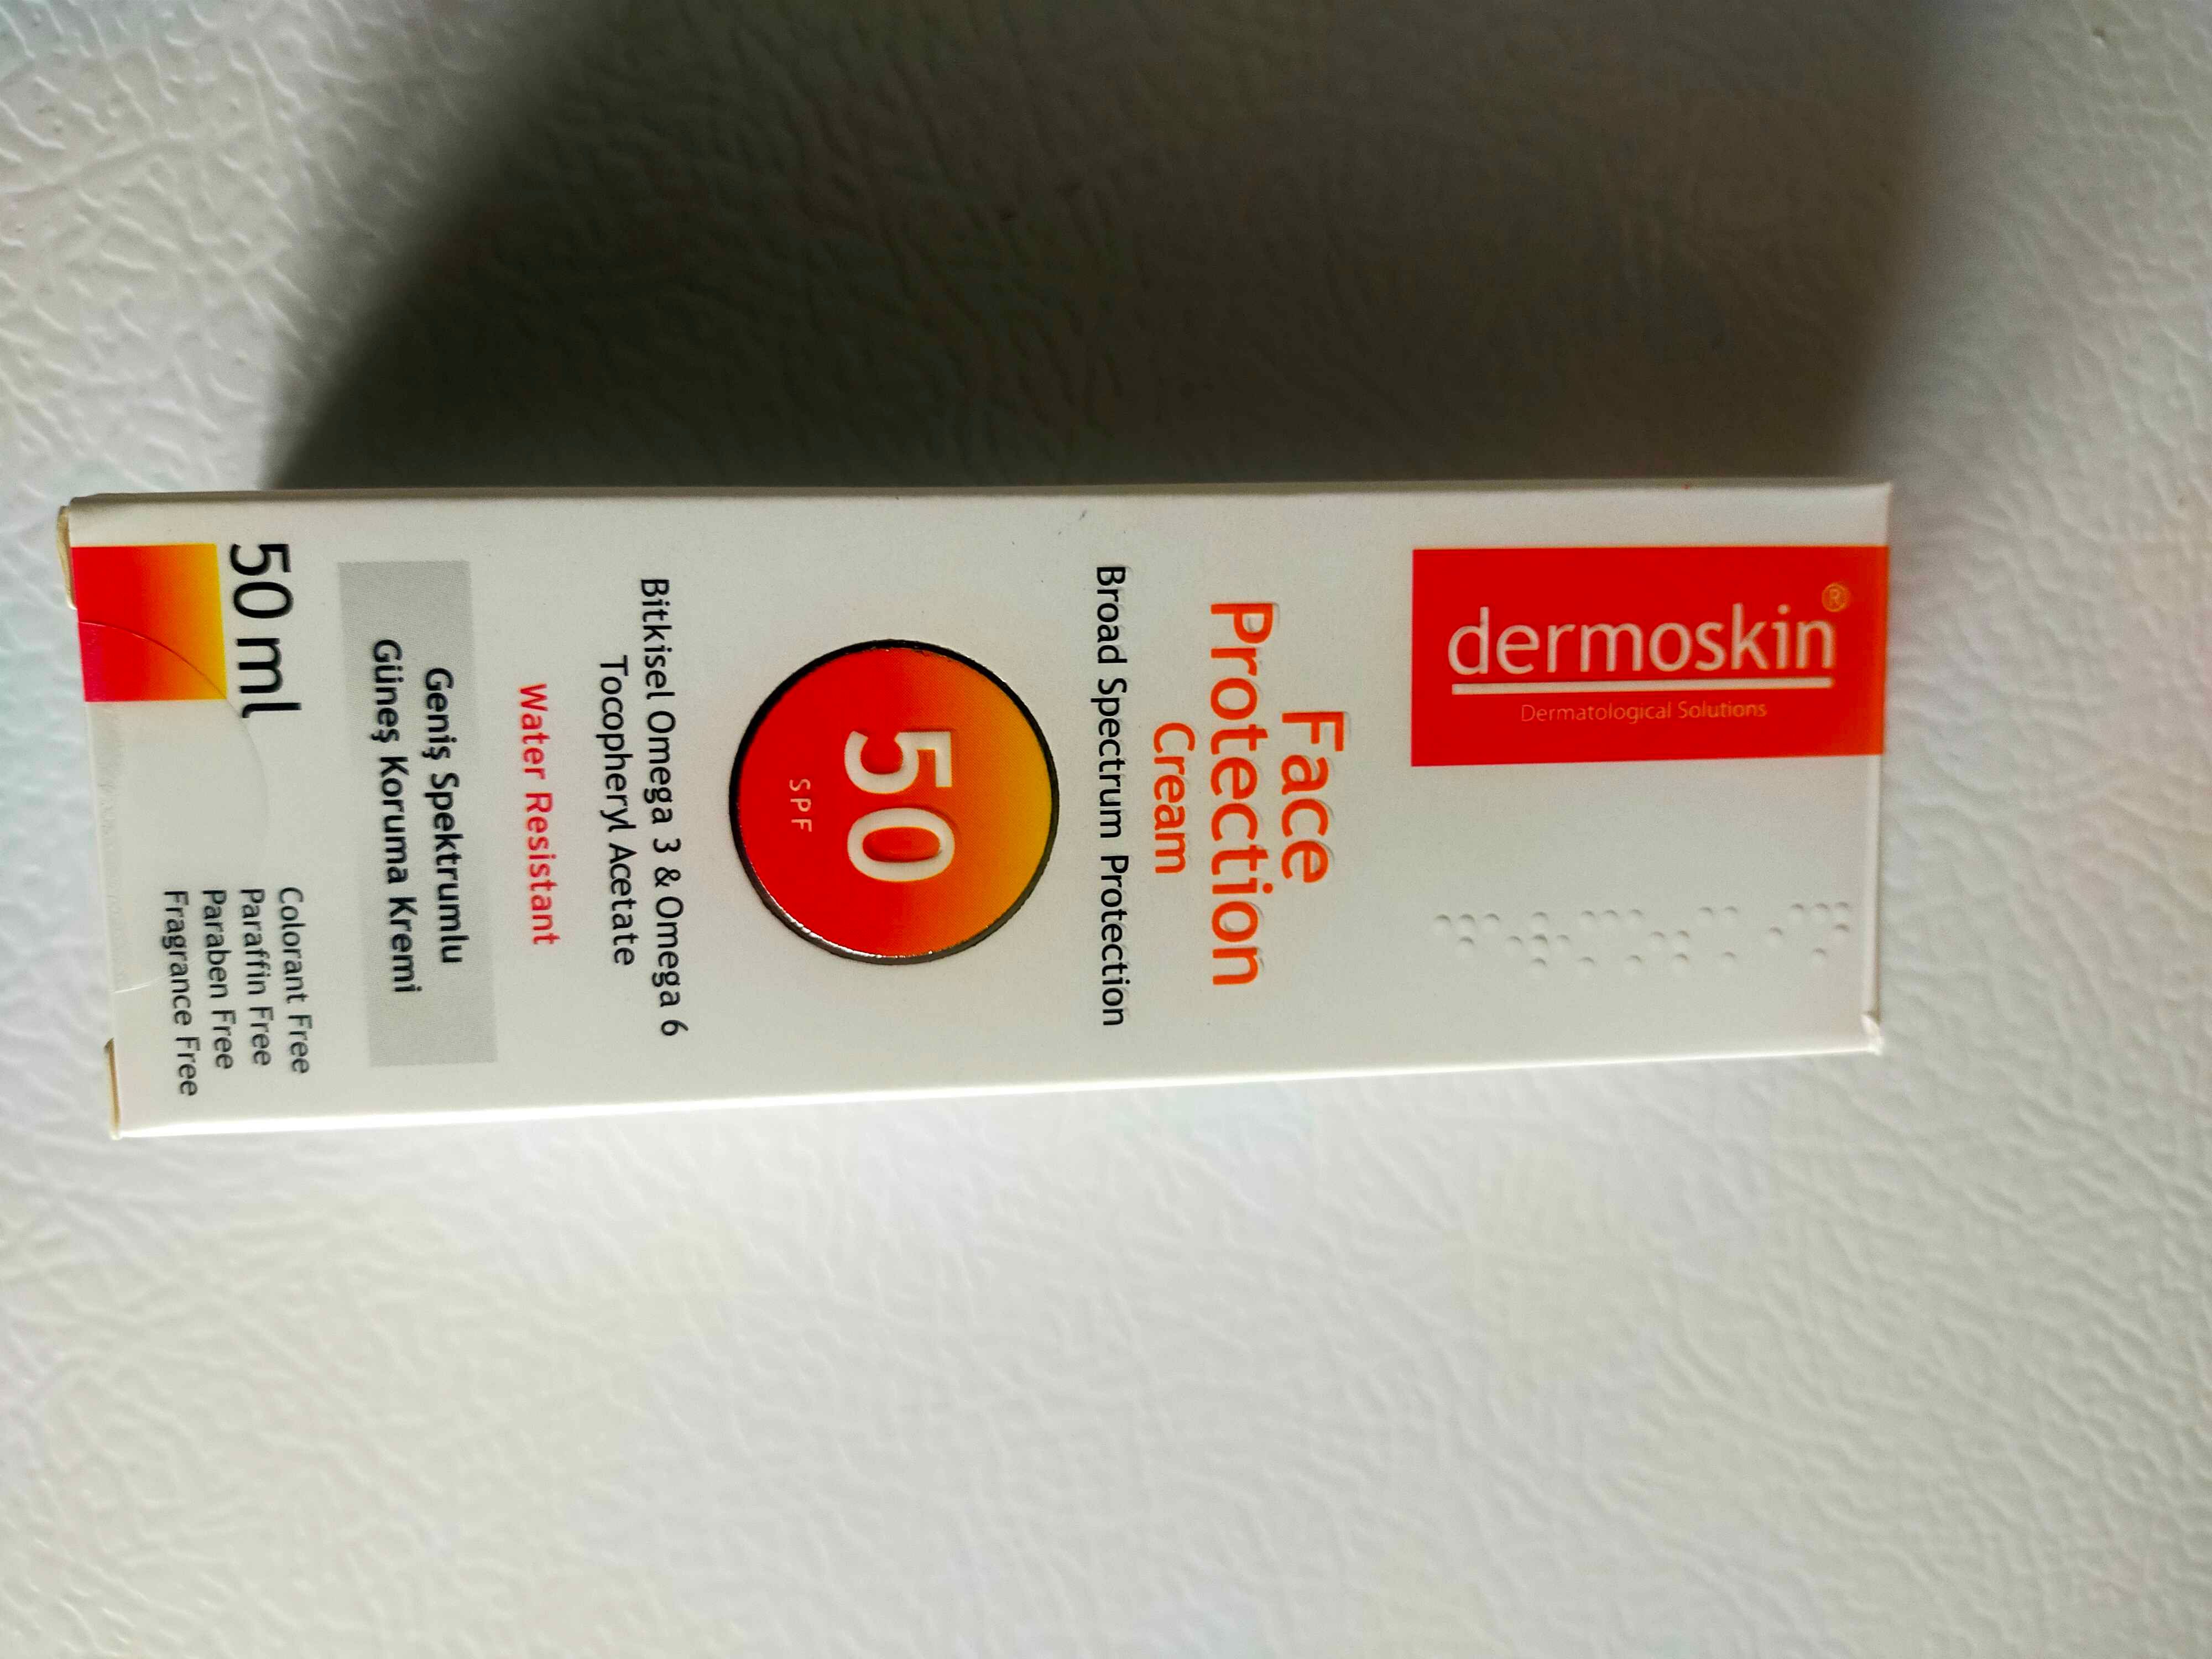 dermoskin®
Dermatological Solutions
Face
Protection
Cream
Broad Spectrum Protection
50
SPF
Bitkisel Omega 3 & Omega 6
Tocopheryl Acetate
Water Resistant
Geniş Spektrumlu
Güneş Koruma Kremi
50 ml
Colorant Free
Paraffin Free
Paraben Free
Fragrance Free